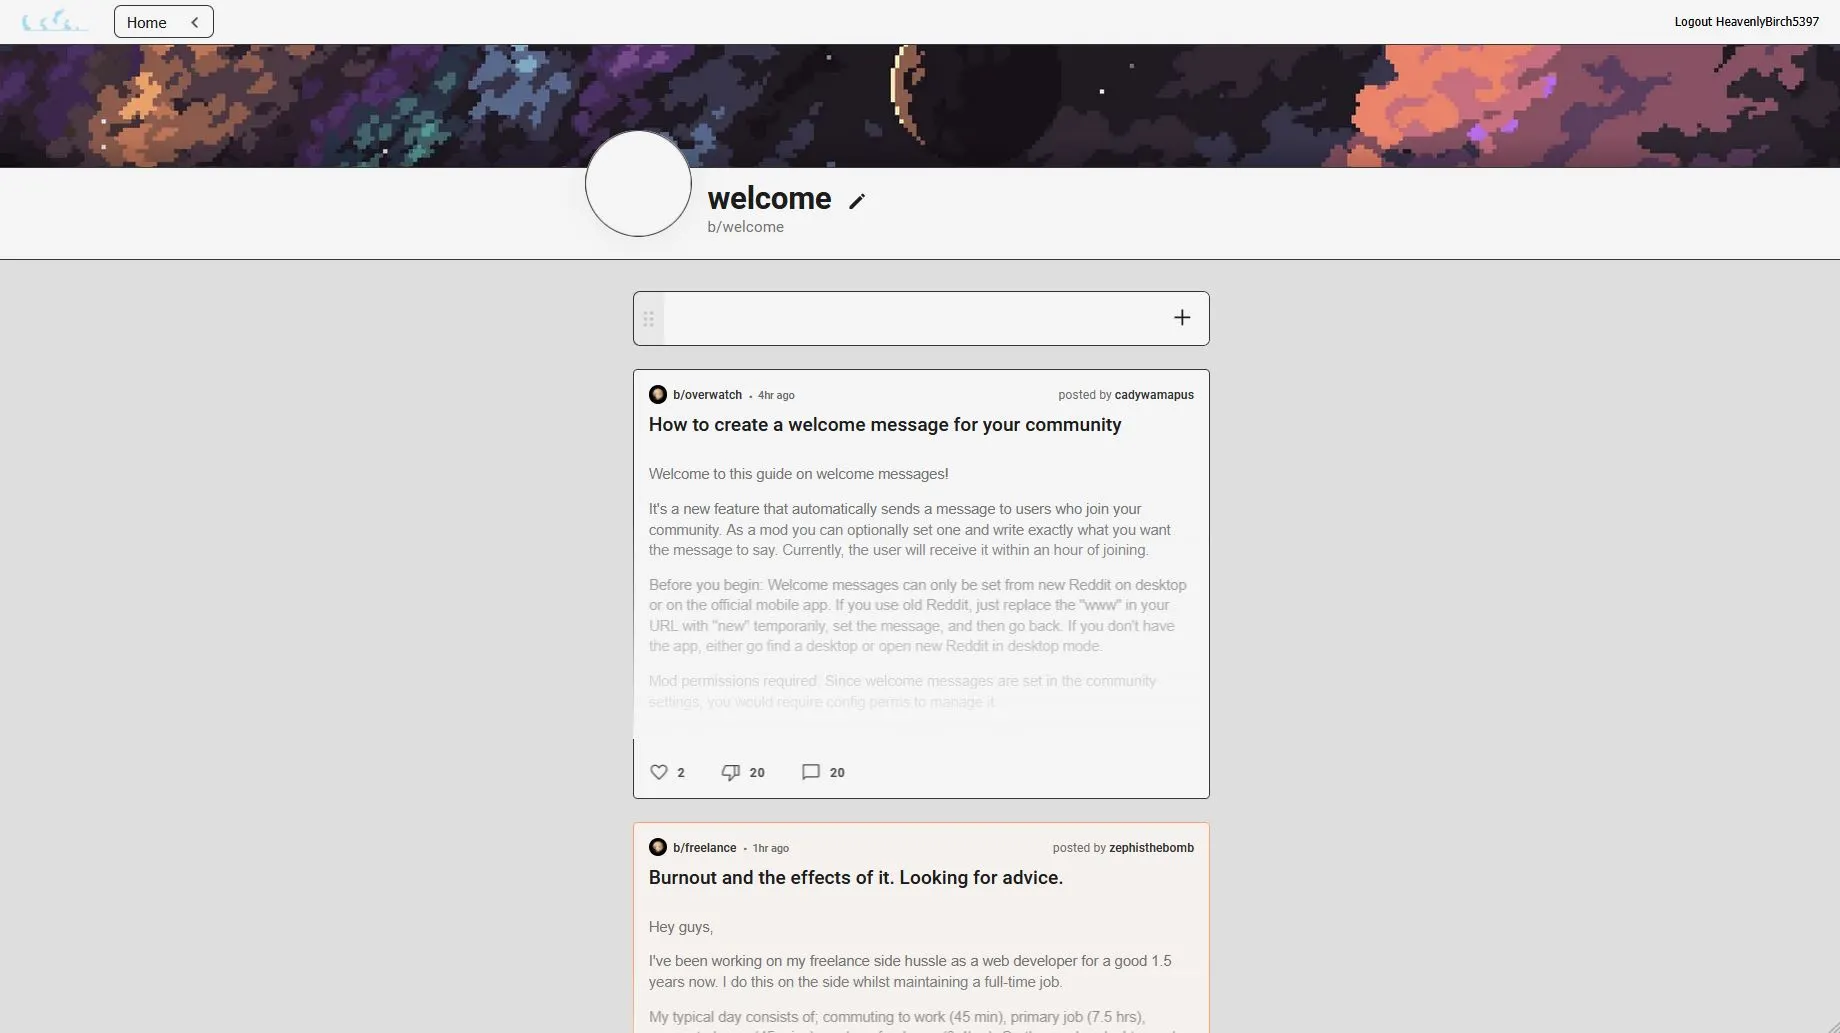 Home
Logout HeavenlyBirch5397
welcome
b/welcome
b/overwatch • 4hr ago
posted by cadywamapus
How to create a welcome message for your community
Welcome to this guide on welcome messages!
It's a new feature that automatically sends a message to users who join your
community. As a mod you can optionally set one and write exactly what you want
the message to say. Currently, the user will receive it within an hour of joining.
Before you begin: Welcome messages can only be set from new Reddit on desktop
or on the official mobile app. If you use old Reddit, just replace the "www" in your
URL with "new" temporarily, set the message, and then go back. If you don't have
the app, either go find a desktop or open new Reddit in desktop mode.
Mod permissions required: Since welcome messages are set in the community
settings, you would require config perms to manage it.
2 20 20
b/freelance • 1hr ago
posted by zephisthebomb
Burnout and the effects of it. Looking for advice.
Hey guys,
I've been working on my freelance side hussle as a web developer for a good 1.5
years now. I do this on the side whilst maintaining a full-time job.
My typical day consists of; commuting to work (45 min), primary job (7.5 hrs),